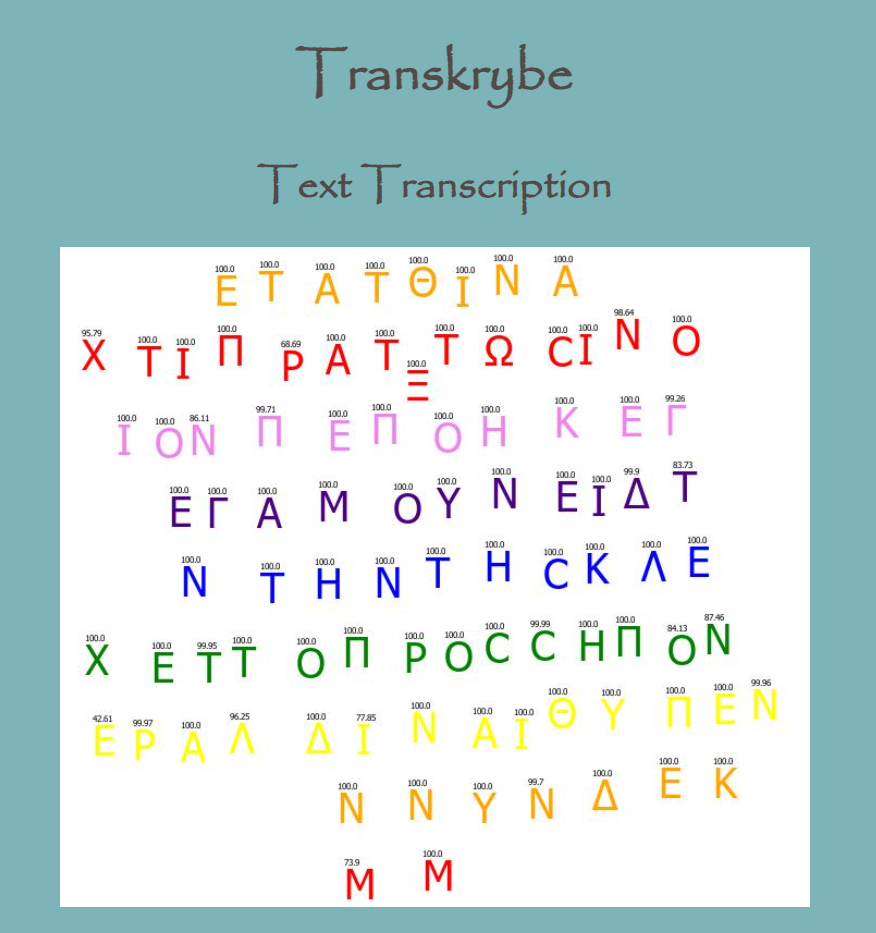 Transkrybe
Text Transcription
100.0 100.0 100.0 100.0 100.0 100.0 100.0 100.0
Ε Τ Α Τ Θ Ι Ν Α
95.79 100.0 100.0 100.0 68.69 100.0 100.0 100.0 100.0 100.0 100.0 100.0 98.64 100.0
Χ Τ Ι Π Ρ Α Τ Ξ Τ Ω Ϲ Ι Ν Ο
100.0 100.0 86.11 99.71 100.0 100.0 100.0 100.0 100.0 100.0 99.26
Ι Ο Ν Π Ε Π Ο Η Κ Ε Γ
100.0 100.0 100.0 100.0 100.0 100.0 100.0 100.0 100.0 99.9 83.73
Ε Γ Α Μ Ο Υ Ν Ε Ι Δ Τ
100.0 100.0 100.0 100.0 100.0 100.0 100.0 100.0 100.0 100.0
Ν Τ Η Ν Τ Η Ϲ Κ Λ Ε
100.0 100.0 99.95 100.0 100.0 100.0 100.0 100.0 100.0 99.99 100.0 100.0 84.13 87.46
Χ Ε Τ Τ Ο Π Ρ Ο Ϲ Ϲ Η Π Ο Ν
42.61 99.97 100.0 96.25 100.0 77.85 100.0 100.0 100.0 100.0 100.0 100.0 100.0 99.96
Ε Ρ Α Λ Δ Ι Ν Α Ι Θ Υ Π Ε Ν
100.0 100.0 100.0 99.7 100.0 100.0 100.0
Ν Ν Υ Ν Δ Ε Κ
73.9 100.0
Μ Μ